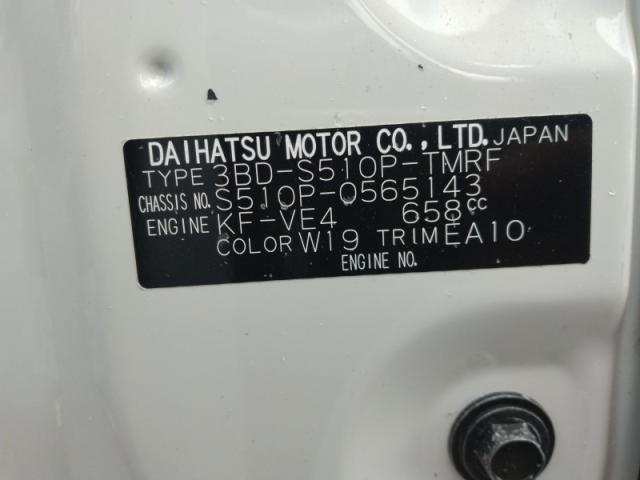 DAIHATSU MOTOR CO.,LTD. JAPAN
TYPE 3BD-S510P-TMRF
CHASSIS NO. S510P-0565143
ENGINE KF-VE4 658cc
COLOR W19 TRIM EA10
ENGINE NO.